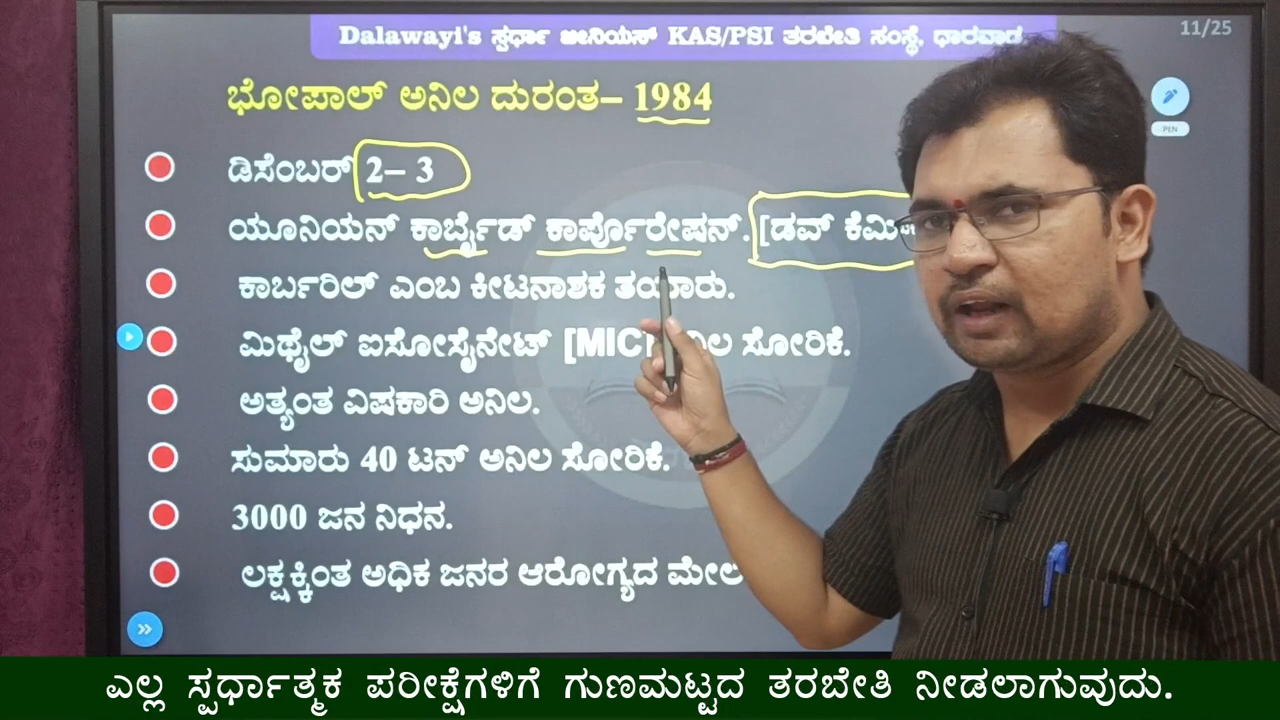 Dalawayi's ಸ್ಪರ್ಧಾ ಜೀನಿಯಸ್ KAS/PSI ತರಬೇತಿ ಸಂಸ್ಥೆ, ಧಾರವಾಡ
11/25
ಭೋಪಾಲ್ ಅನಿಲ ದುರಂತ– 1984
PEN
ಡಿಸೆಂಬರ್ 2– 3
ಯೂನಿಯನ್ ಕಾರ್ಬೈಡ್ ಕಾರ್ಪೊರೇಷನ್. [ಡವ್
ಕಾರ್ಬರಿಲ್ ಎಂಬ ಕೀಟನಾಶಕ ತಯಾರು.
ಮಿಥೈಲ್ ಐಸೋಸೈನೇಟ್ [MIC] ಸೋರಿಕೆ.
ಅತ್ಯಂತ ವಿಷಕಾರಿ ಅನಿಲ.
ಸುಮಾರು 40 ಟನ್ ಅನಿಲ ಸೋರಿಕೆ.
3000 ಜನ ನಿಧನ.
ಲಕ್ಷಕ್ಕಿಂತ ಅಧಿಕ ಜನರ ಆರೋಗ್ಯದ ಮೇಲ
ಎಲ್ಲ ಸ್ಪರ್ಧಾತ್ಮಕ ಪರೀಕ್ಷೆಗಳಿಗೆ ಗುಣಮಟ್ಟದ ತರಬೇತಿ ನೀಡಲಾಗುವುದು.